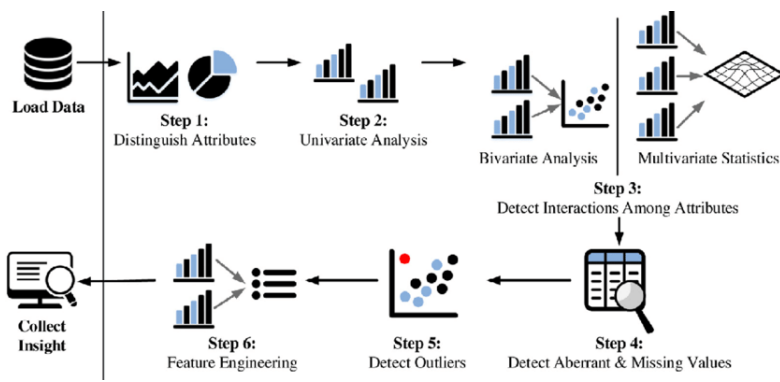 Load Data
Step 1:
Distinguish Attributes
Step 2:
Univariate Analysis
Bivariate Analysis
Multivariate Statistics
Step 3:
Detect Interactions Among Attributes
Collect
Insight
Step 6:
Feature Engineering
Step 5:
Detect Outliers
Step 4:
Detect Aberrant & Missing Values